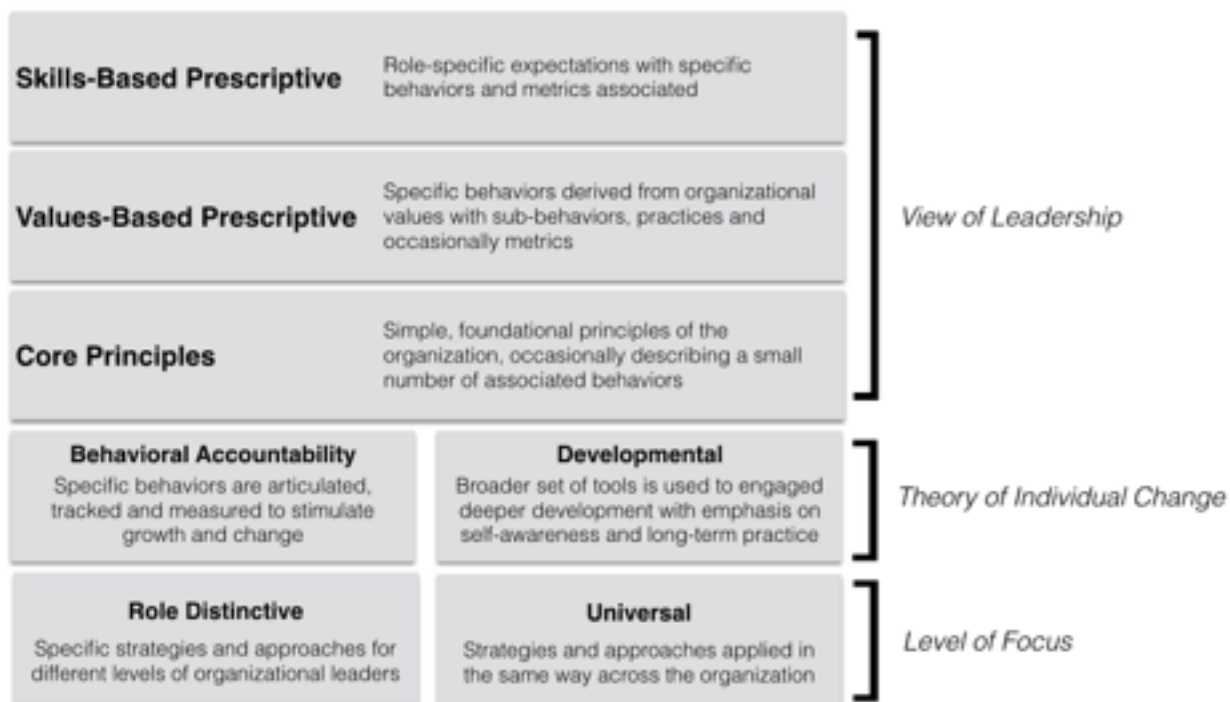 Skills-Based Prescriptive
Role-specific expectations with specific
behaviors and metrics associated
Values-Based Prescriptive
Specific behaviors derived from organizational
values with sub-behaviors, practices and
occasionally metrics
Core Principles
Simple, foundational principles of the
organization, occasionally describing a small
number of associated behaviors
View of Leadership
Behavioral Accountability
Specific behaviors are articulated,
tracked and measured to stimulate
growth and change
Developmental
Broader set of tools is used to engaged
deeper development with emphasis on
self-awareness and long-term practice
Theory of Individual Change
Role Distinctive
Specific strategies and approaches for
different levels of organizational leaders
Universal
Strategies and approaches applied in
the same way across the organization
Level of Focus